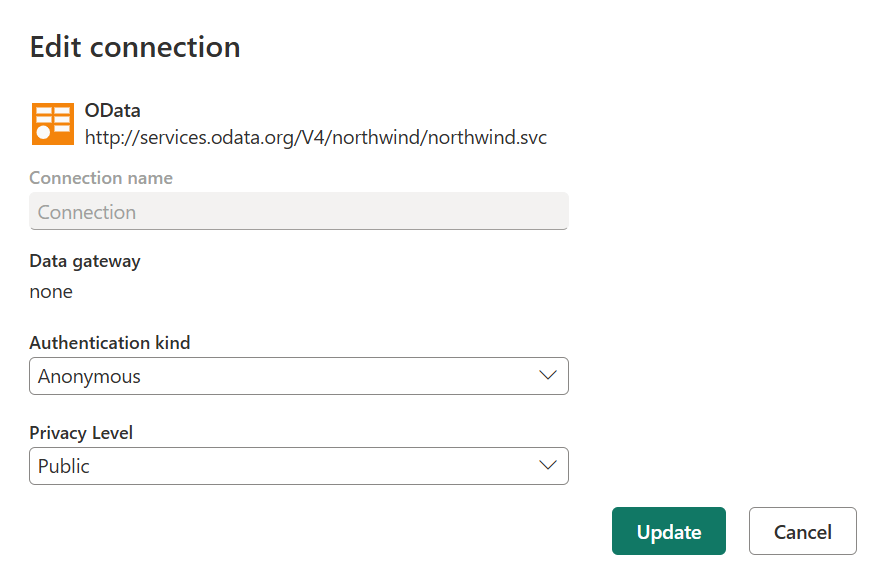 Edit connection
OData
http://services.odata.org/V4/northwind/northwind.svc
Connection name
Connection
Data gateway
none
Authentication kind
Anonymous
Privacy Level
Public
Update
Cancel